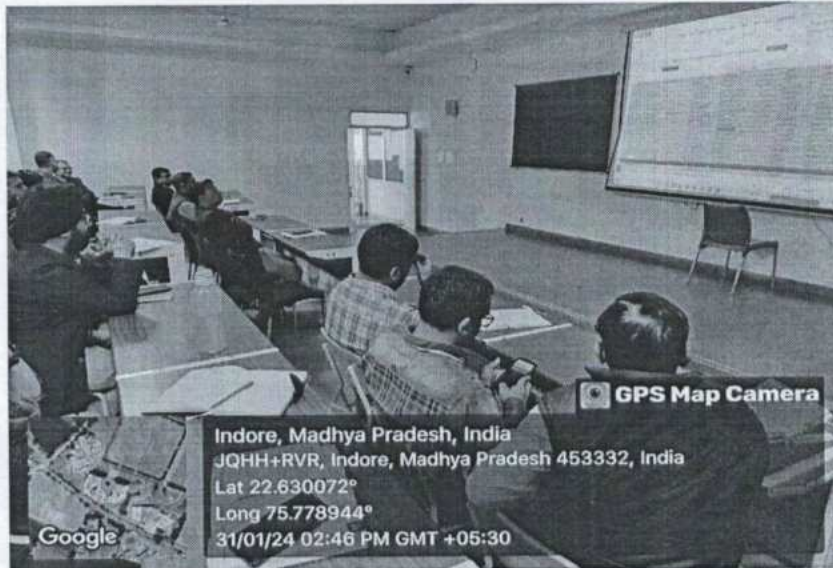 GPS Map Camera
Indore, Madhya Pradesh, India
JQHH+RVR, Indore, Madhya Pradesh 453332, India
Lat 22.630072°
Long 75.778944°
31/01/24 02:46 PM GMT +05:30
Google